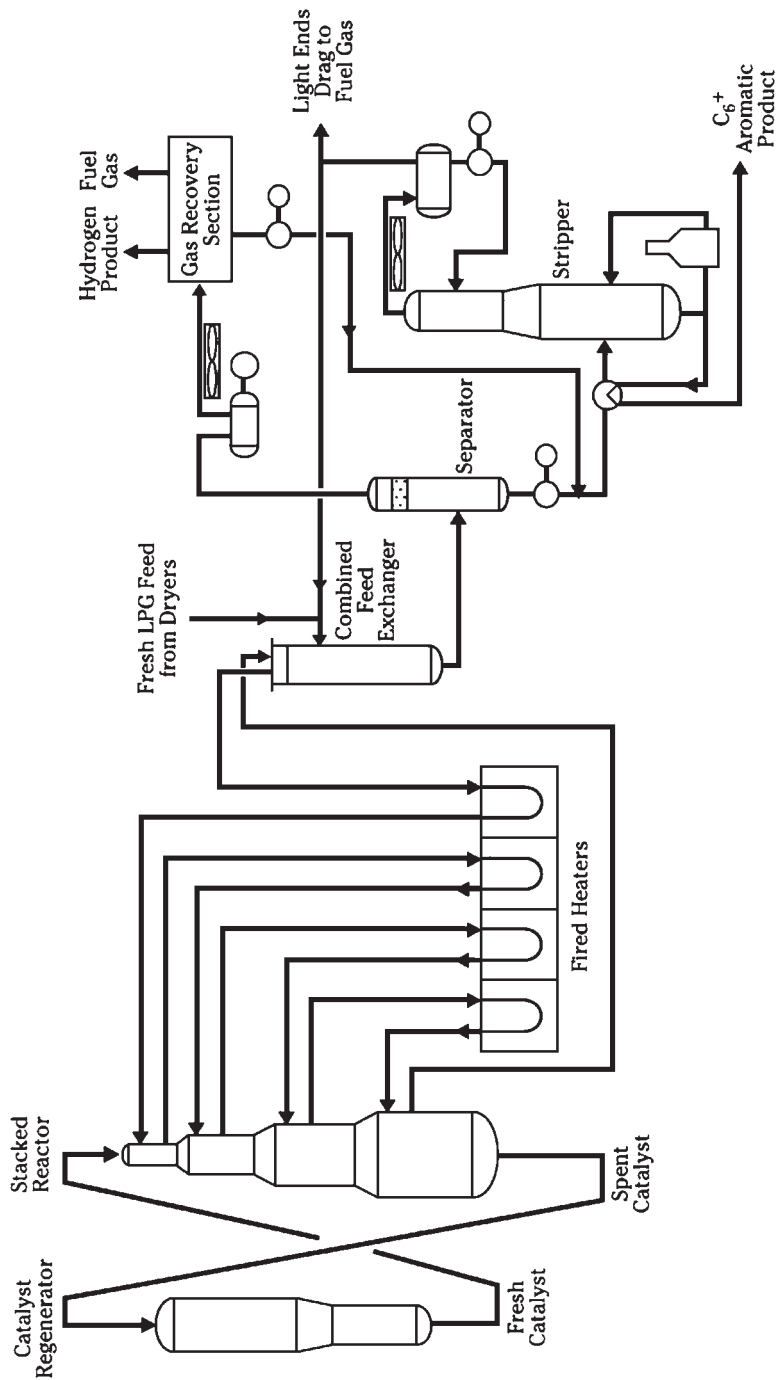 Catalyst
Regenerator
Stacked
Reactor
Fresh LPG Feed
from Dryers
Hydrogen
Product
Fuel
Gas
Gas Recovery
Section
Light Ends
Drag to
Fuel Gas
Combined
Feed
Exchanger
Separator
Stripper
Fired Heaters
Fresh
Catalyst
Spent
Catalyst
C₆⁺
Aromatic
Product